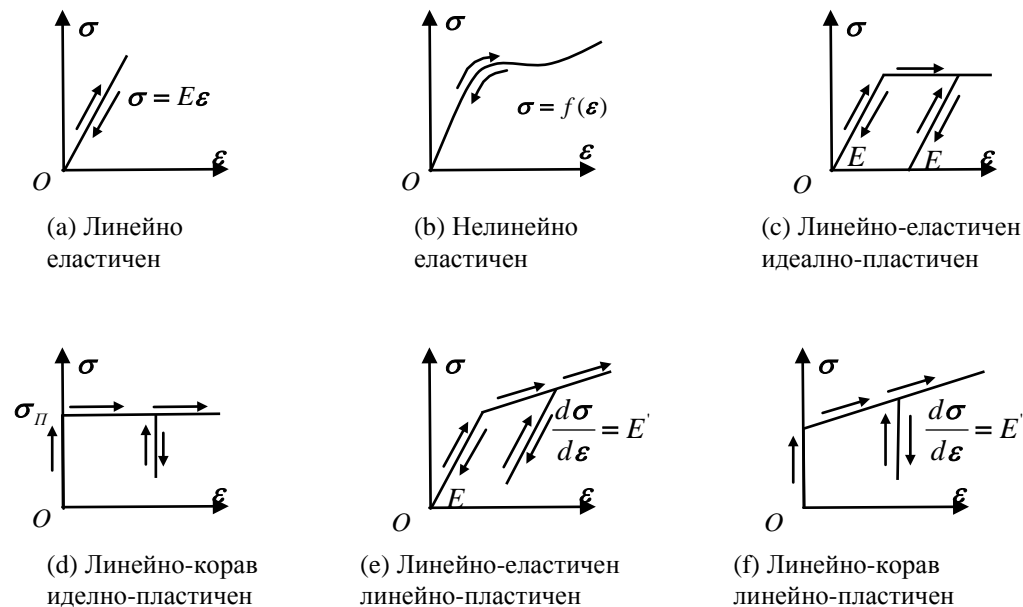 σ
σ = Eε
ε
O
(a) Линейно
еластичен
σ
σ = f(ε)
ε
O
(b) Нелинейно
еластичен
σ
E
E
ε
O
(c) Линейно-еластичен
идеално-пластичен
σ
σ_П
ε
O
(d) Линейно-корав
иделно-пластичен
σ
dσ/dε = E'
E
ε
O
(e) Линейно-еластичен
линейно-пластичен
σ
dσ/dε = E'
ε
O
(f) Линейно-корав
линейно-пластичен